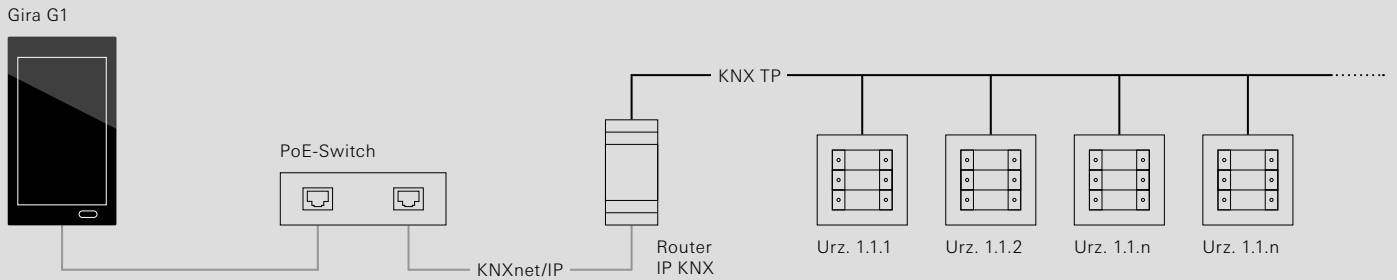 Gira G1
KNX TP
PoE-Switch
Urz. 1.1.1
Urz. 1.1.2
Urz. 1.1.n
Urz. 1.1.n
Router
IP KNX
KNXnet/IP